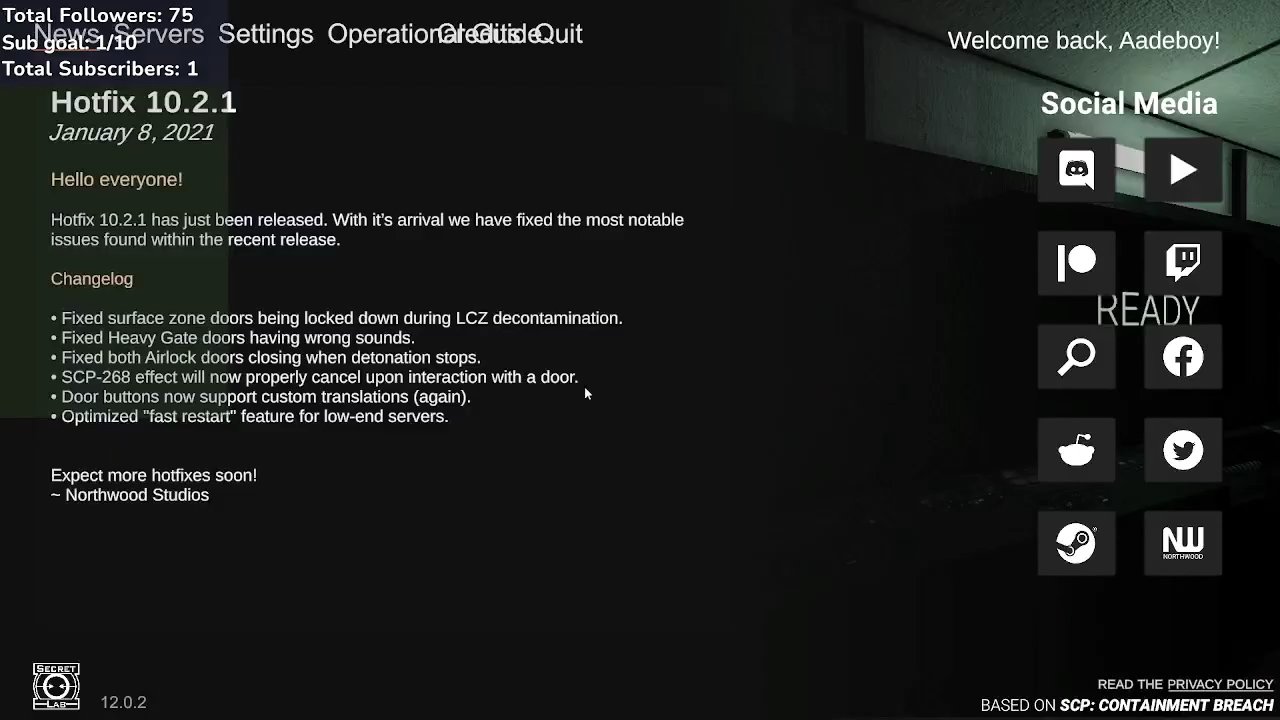 Total Followers: 75
Sub goal: 1/10
Total Subscribers: 1
News Servers Settings Operational Guide Credits Quit
Welcome back, Aadeboy!
Hotfix 10.2.1
January 8, 2021
Hello everyone!
Hotfix 10.2.1 has just been released. With it's arrival we have fixed the most notable
issues found within the recent release.
Changelog
• Fixed surface zone doors being locked down during LCZ decontamination.
• Fixed Heavy Gate doors having wrong sounds.
• Fixed both Airlock doors closing when detonation stops.
• SCP-268 effect will now properly cancel upon interaction with a door.
• Door buttons now support custom translations (again).
• Optimized "fast restart" feature for low-end servers.
Expect more hotfixes soon!
~ Northwood Studios
Social Media
READY
NW
NORTHWOOD
SECRET
LAB
12.0.2
READ THE PRIVACY POLICY
BASED ON SCP: CONTAINMENT BREACH